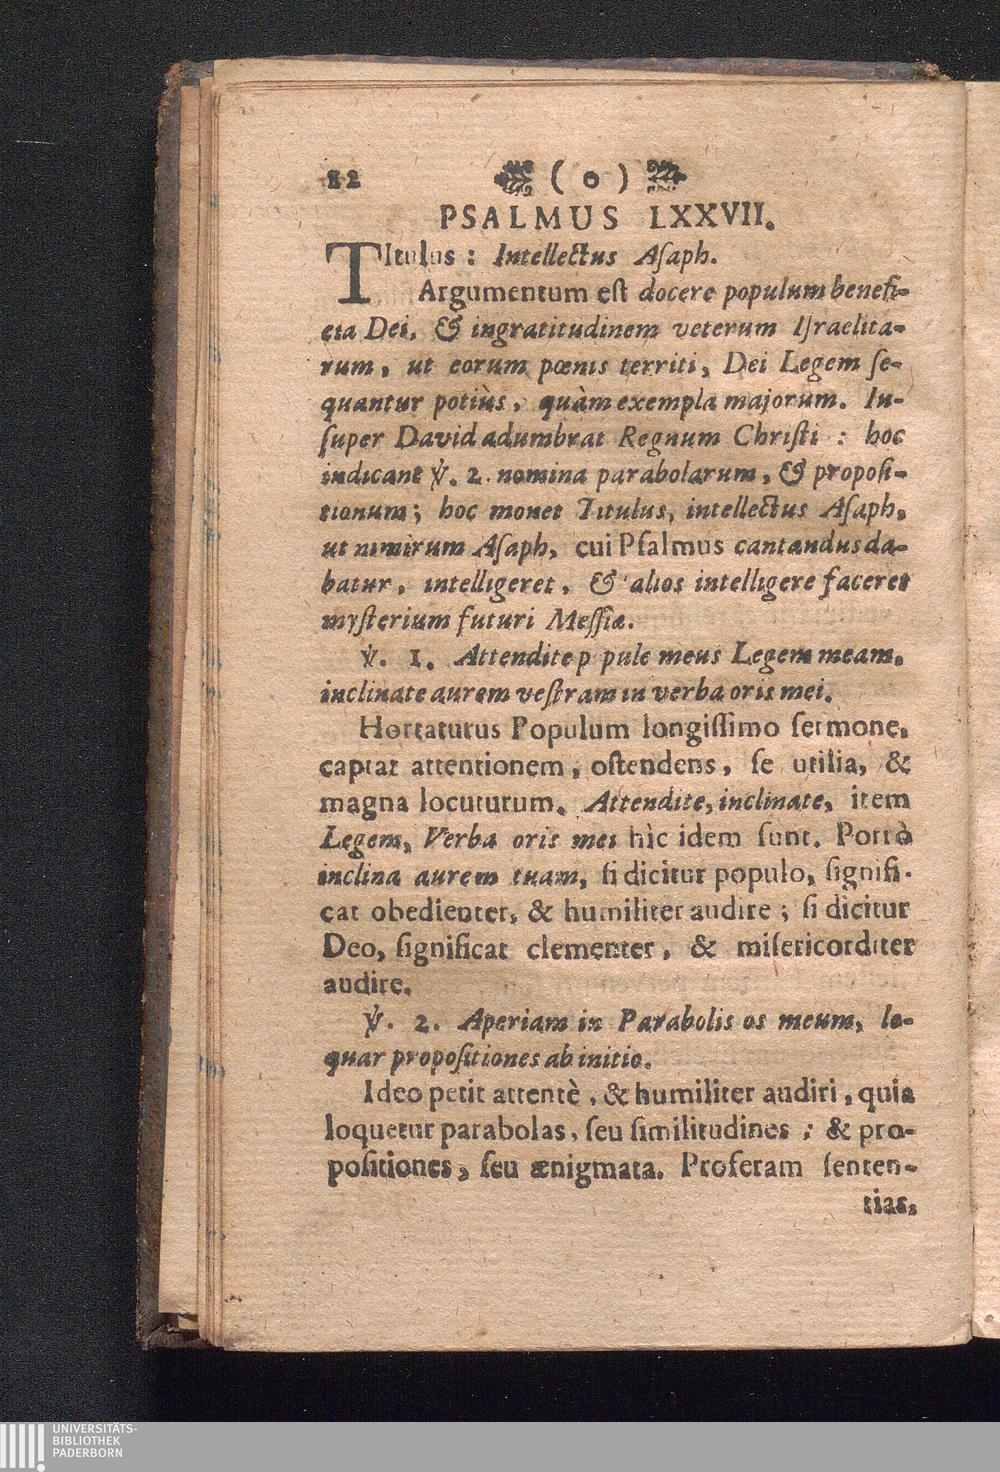 12 ( o )
PSALMUS LXXVII.
TItulus : Intellectus Aſaph.
Argumentum eſt docere populum benefi-
cia Dei, & ingratitudinem veterum Iſraelita-
rum, ut eorum pœnis territi, Dei Legem ſe-
quantur potiùs, quàm exempla majorum. In-
ſuper David adumbrat Regnum Chriſti : hoc
indicant ℣. 2. nomina parabolarum, & propoſi-
tionum; hoc monet Titulus, intellectus Aſaph,
ut nimirum Aſaph, cui Pſalmus cantandus da-
batur, intelligeret, & alios intelligere faceret
myſterium futuri Meſſiæ.
℣. 1. Attendite p pule meus Legem meam,
inclinate aurem veſtram in verba oris mei.
Hortaturus Populum longiſſimo ſermone,
captat attentionem, oſtendens, ſe utilia, &
magna locuturum. Attendite, inclinate, item
Legem, Verba oris mei hìc idem ſunt. Porrò
inclina aurem tuam, ſi dicitur populo, ſignifi-
cat obedienter, & humiliter audire ; ſi dicitur
Deo, ſignificat clementer, & miſericorditer
audire.
℣. 2. Aperiam in Parabolis os meum, lo-
quar propoſitiones ab initio.
Ideo petit attentè, & humiliter audiri, quia
loquetur parabolas, ſeu ſimilitudines ; & pro-
poſitiones, ſeu ænigmata. Proferam ſenten-
tias,
UNIVERSITÄTS-
BIBLIOTHEK
PADERBORN